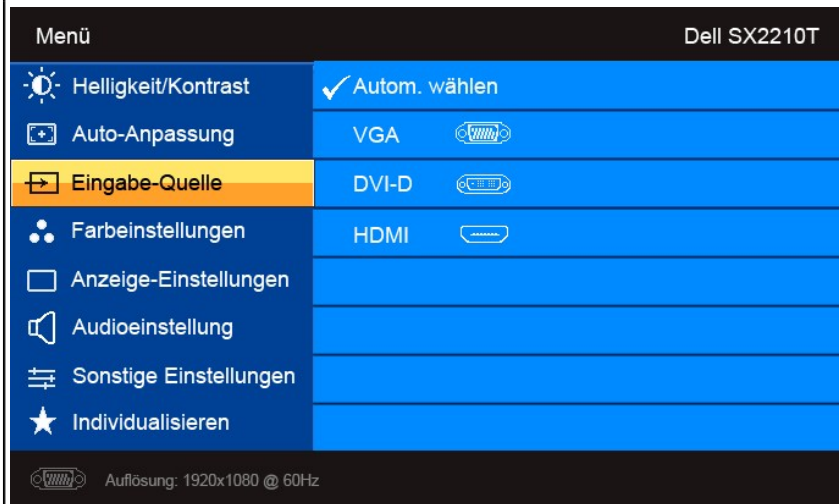 Menü Dell SX2210T
Helligkeit/Kontrast Autom. wählen
Auto-Anpassung VGA
Eingabe-Quelle DVI-D
Farbeinstellungen HDMI
Anzeige-Einstellungen
Audioeinstellung
Sonstige Einstellungen
Individualisieren
Auflösung: 1920x1080 @ 60Hz